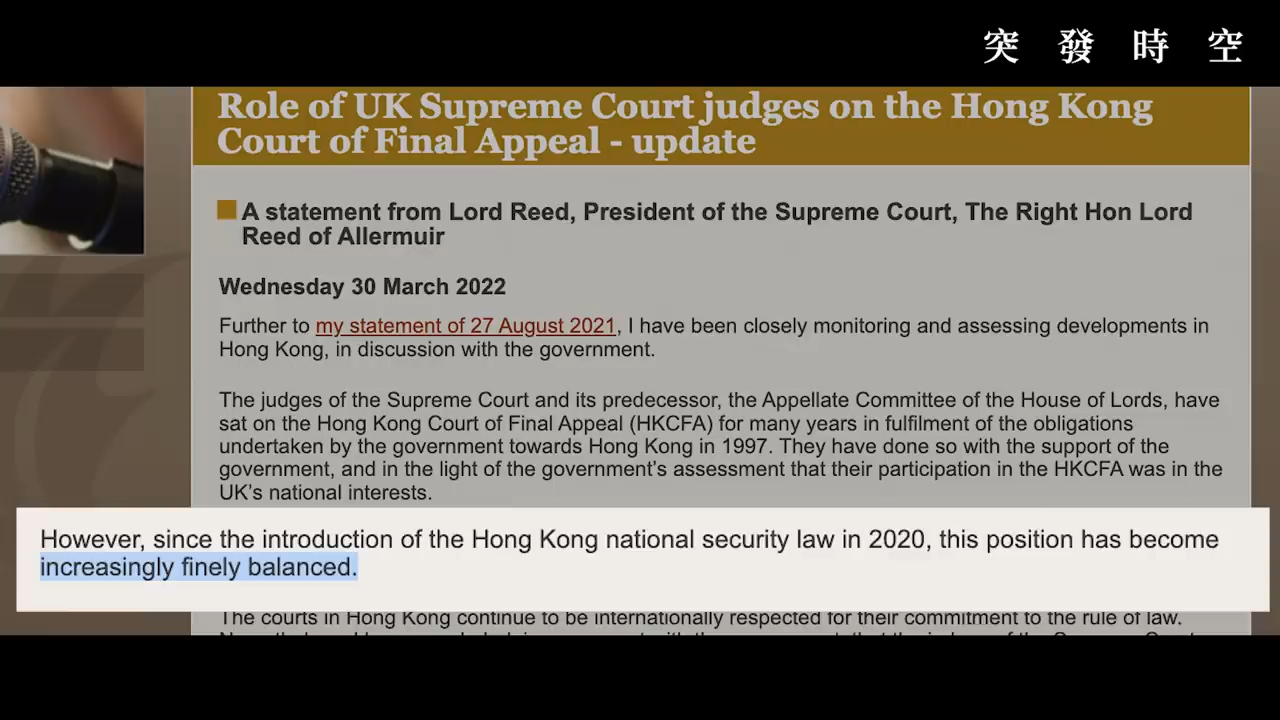 突發時空
Role of UK Supreme Court judges on the Hong Kong
Court of Final Appeal - update
A statement from Lord Reed, President of the Supreme Court, The Right Hon Lord
Reed of Allermuir
Wednesday 30 March 2022
Further to my statement of 27 August 2021, I have been closely monitoring and assessing developments in
Hong Kong, in discussion with the government.
The judges of the Supreme Court and its predecessor, the Appellate Committee of the House of Lords, have
sat on the Hong Kong Court of Final Appeal (HKCFA) for many years in fulfilment of the obligations
undertaken by the government towards Hong Kong in 1997. They have done so with the support of the
government, and in the light of the government's assessment that their participation in the HKCFA was in the
UK's national interests.
However, since the introduction of the Hong Kong national security law in 2020, this position has become
increasingly finely balanced.
The courts in Hong Kong continue to be internationally respected for their commitment to the rule of law.